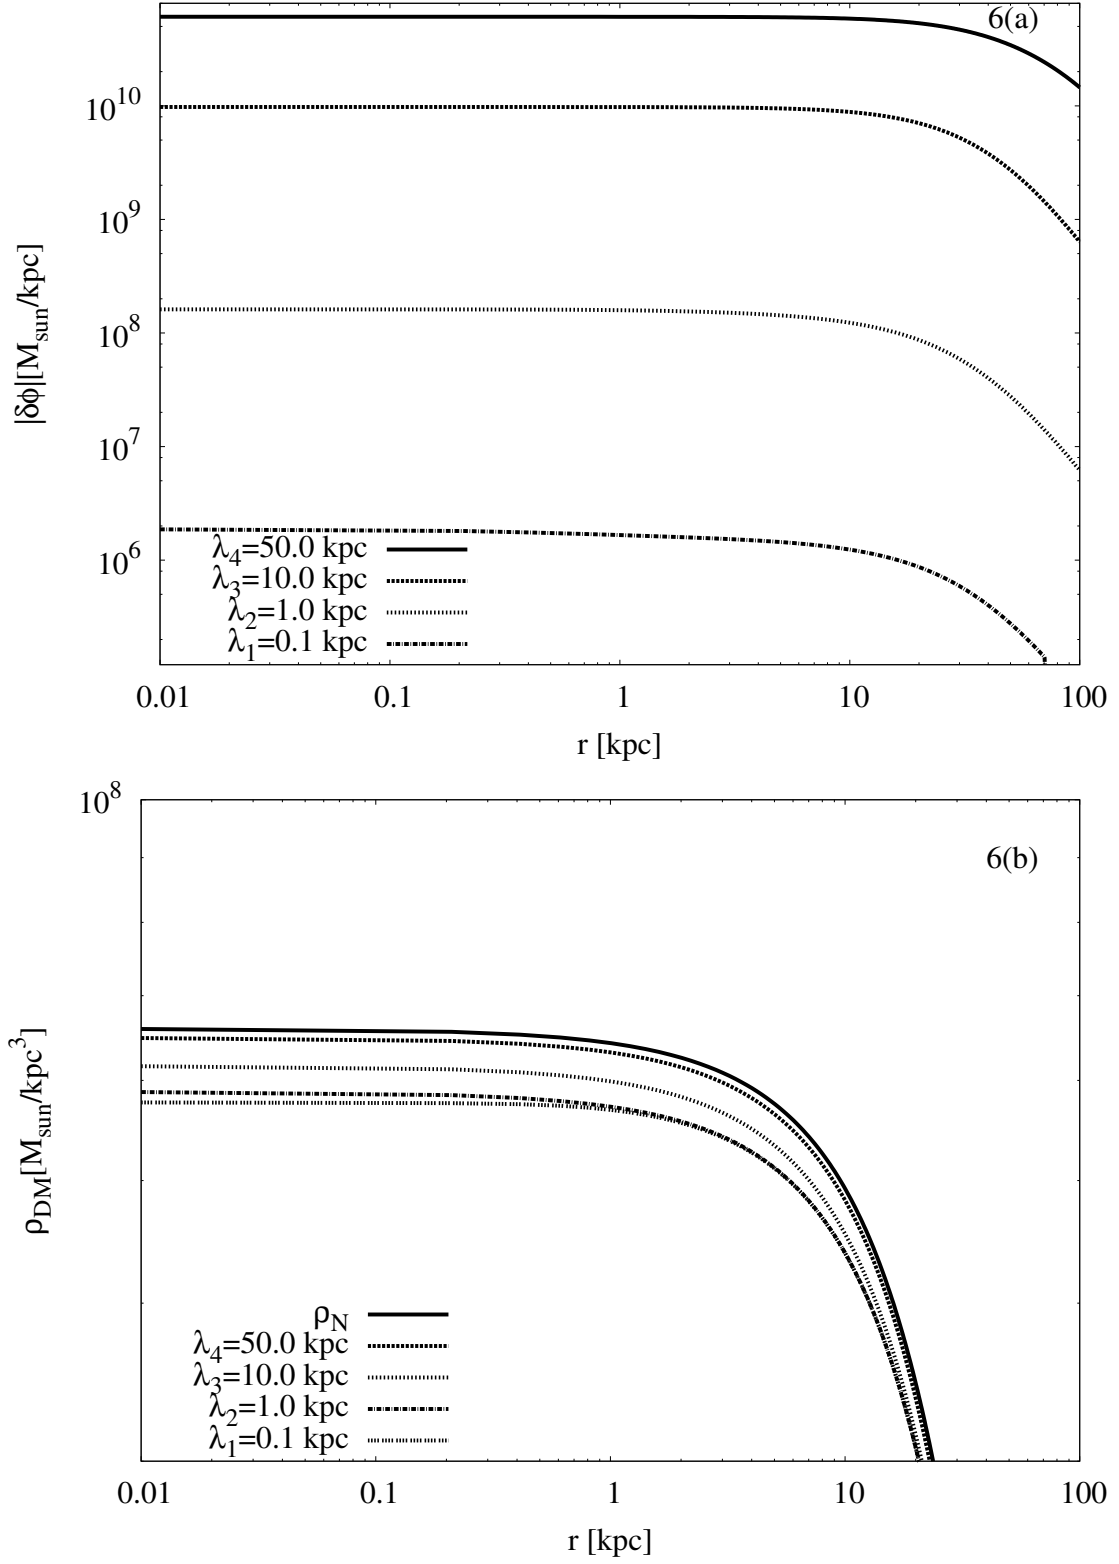 6(a)
10^10
10^9
10^8
10^7
10^6
|δϕ|[M_sun/kpc]
λ_4=50.0 kpc
λ_3=10.0 kpc
λ_2=1.0 kpc
λ_1=0.1 kpc
0.01 0.1 1 10 100
r [kpc]
10^8
6(b)
ρ_DM[M_sun/kpc^3]
ρ_N
λ_4=50.0 kpc
λ_3=10.0 kpc
λ_2=1.0 kpc
λ_1=0.1 kpc
0.01 0.1 1 10 100
r [kpc]